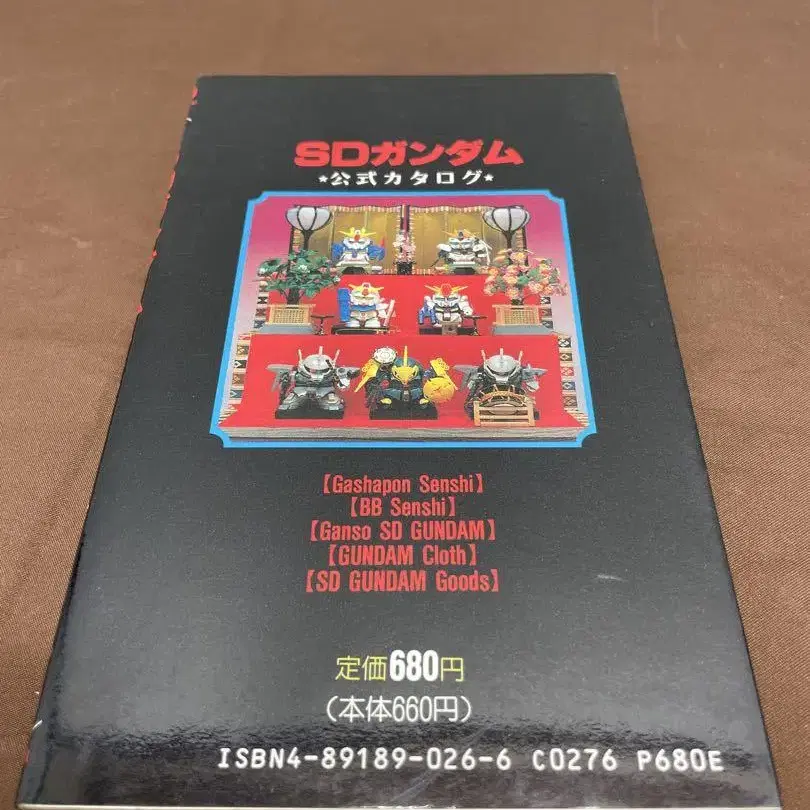 SDガンダム
★公式カタログ★
【Gashapon Senshi】
【BB Senshi】
【Ganso SD GUNDAM】
【GUNDAM Cloth】
【SD GUNDAM Goods】
定価680円
(本体660円)
ISBN4-89189-026-6 C0276 P680E